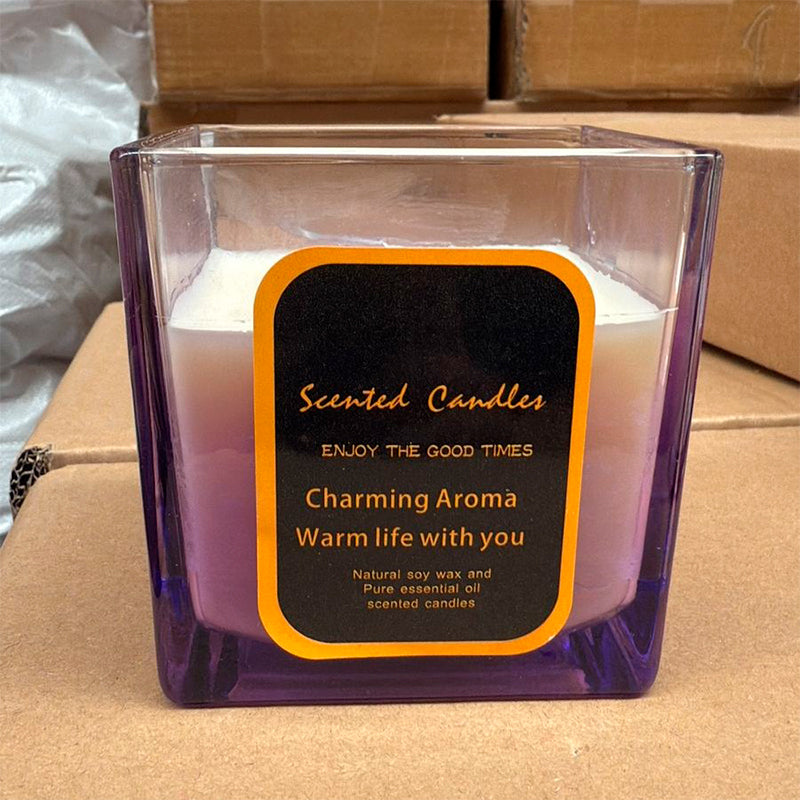 Scented Candles
ENJOY THE GOOD TIMES
Charming Aroma
Warm life with you
Natural soy wax and
Pure essential oil
scented candles